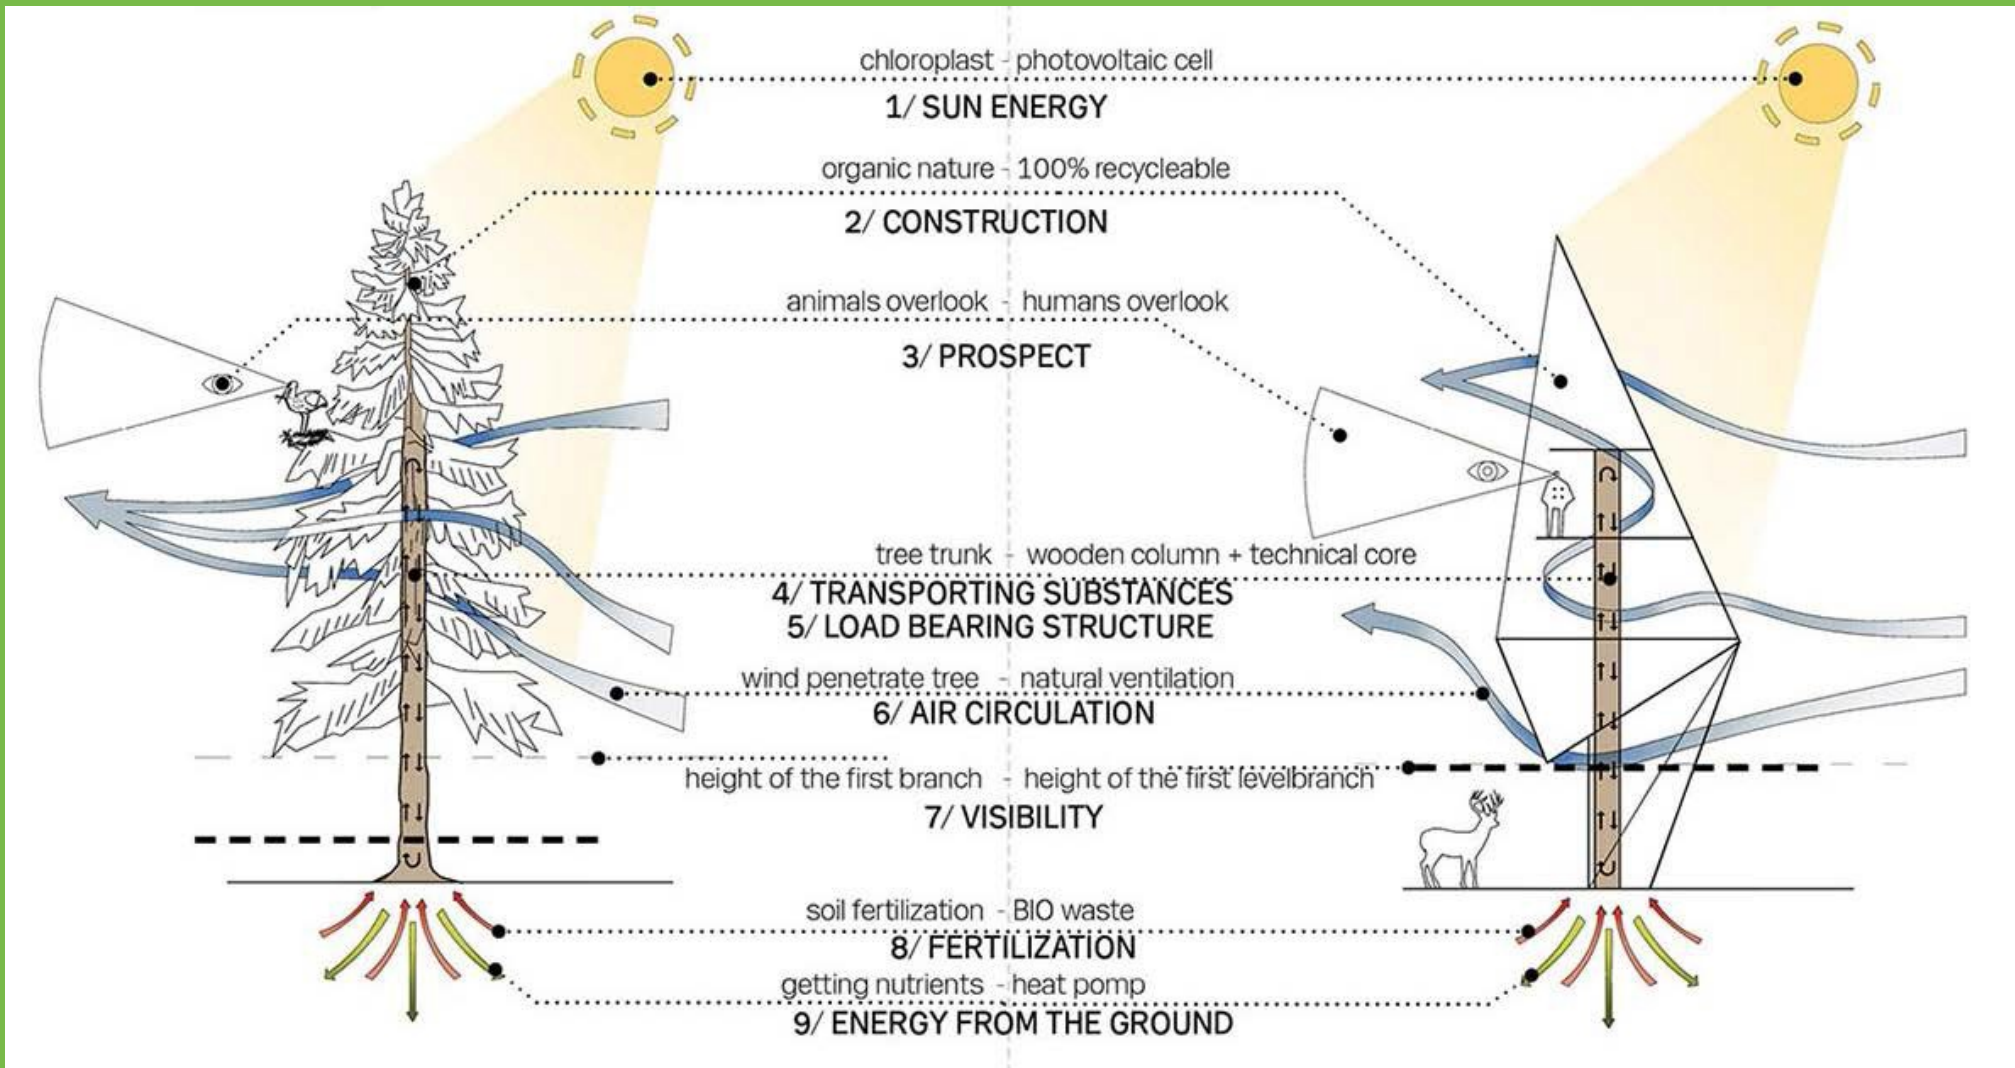 chloroplast - photovoltaic cell
1/ SUN ENERGY
organic nature - 100% recycleable
2/ CONSTRUCTION
animals overlook - humans overlook
3/ PROSPECT
tree trunk - wooden column + technical core
4/ TRANSPORTING SUBSTANCES
5/ LOAD BEARING STRUCTURE
wind penetrate tree - natural ventilation
6/ AIR CIRCULATION
height of the first branch - height of the first levelbranch
7/ VISIBILITY
soil fertilization - BIO waste
8/ FERTILIZATION
getting nutrients - heat pomp
9/ ENERGY FROM THE GROUND